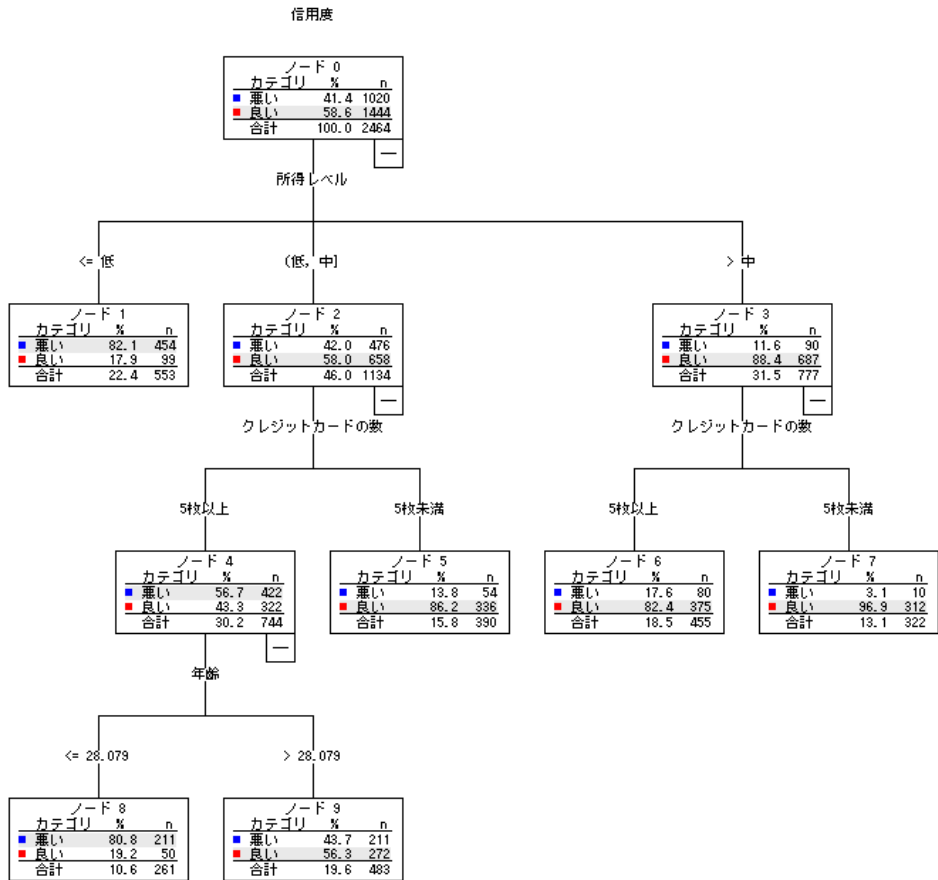 信用度
ノード 0
カテゴリ % n
悪い 41.4 1020
良い 58.6 1444
合計 100.0 2464
所得レベル
<= 低
(低, 中]
> 中
ノード 1
カテゴリ % n
悪い 82.1 454
良い 17.9 99
合計 22.4 553
ノード 2
カテゴリ % n
悪い 42.0 476
良い 58.0 658
合計 46.0 1134
ノード 3
カテゴリ % n
悪い 11.6 90
良い 88.4 687
合計 31.5 777
クレジットカードの数
クレジットカードの数
5枚以上
5枚未満
5枚以上
5枚未満
ノード 4
カテゴリ % n
悪い 56.7 422
良い 43.3 322
合計 30.2 744
ノード 5
カテゴリ % n
悪い 13.8 54
良い 86.2 336
合計 15.8 390
ノード 6
カテゴリ % n
悪い 17.6 80
良い 82.4 375
合計 18.5 455
ノード 7
カテゴリ % n
悪い 3.1 10
良い 96.9 312
合計 13.1 322
年齢
<= 28.079
> 28.079
ノード 8
カテゴリ % n
悪い 80.8 211
良い 19.2 50
合計 10.6 261
ノード 9
カテゴリ % n
悪い 43.7 211
良い 56.3 272
合計 19.6 483